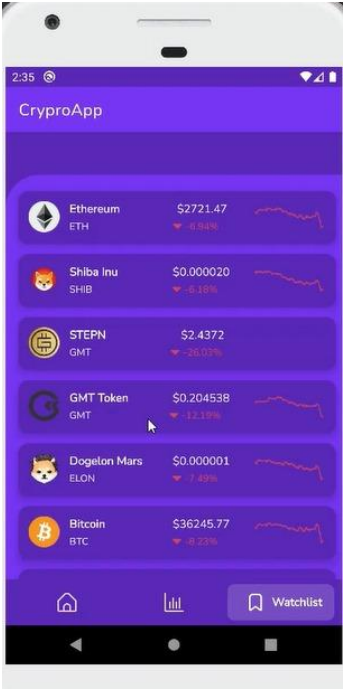 2:35
CryproApp
Ethereum $2721.47
ETH -6.94%
Shiba Inu $0.000020
SHIB -6.18%
STEPN $2.4372
GMT -26.03%
GMT Token $0.204538
GMT -12.19%
Dogelon Mars $0.000001
ELON -7.49%
Bitcoin $36245.77
BTC -8.23%
Watchlist